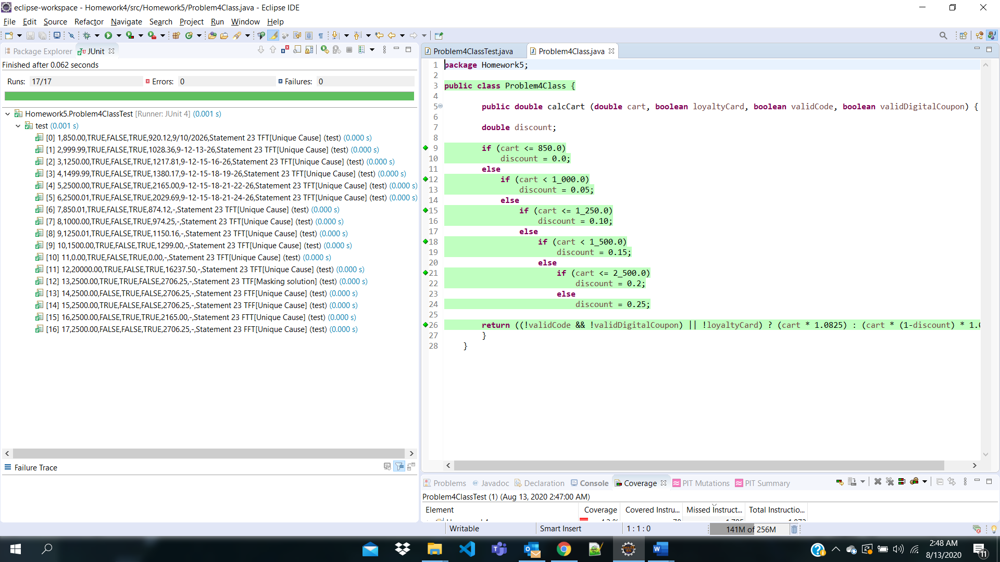 eclipse-workspace - Homework4/src/Homework5/Problem4Class.java - Eclipse IDE
File Edit Source Refactor Navigate Search Project Run Window Help
Package Explorer JUnit
Finished after 0.062 seconds
Runs: 17/17 Errors: 0 Failures: 0
Homework5.Problem4ClassTest [Runner: JUnit 4] (0.001 s)
test (0.001 s)
[0] 1,850.00,TRUE,FALSE,TRUE,920.12,9/10/2026,Statement 23 TFT[Unique Cause] (test) (0.000 s)
[1] 2,999.99,TRUE,FALSE,TRUE,1028.36,9-12-13-26,Statement 23 TFT[Unique Cause] (test) (0.000 s)
[2] 3,1250.00,TRUE,FALSE,TRUE,1217.81,9-12-15-16-26,Statement 23 TFT[Unique Cause] (test) (0.000 s)
[3] 4,1499.99,TRUE,FALSE,TRUE,1380.17,9-12-15-18-19-26,Statement 23 TFT[Unique Cause] (test) (0.000 s)
[4] 5,2500.00,TRUE,FALSE,TRUE,2165.00,9-12-15-18-21-22-26,Statement 23 TFT[Unique Cause] (test) (0.000 s)
[5] 6,2500.01,TRUE,FALSE,TRUE,2029.69,9-12-15-18-21-24-26,Statement 23 TFT[Unique Cause] (test) (0.000 s)
[6] 7,850.01,TRUE,FALSE,TRUE,874.12,-,Statement 23 TFT[Unique Cause] (test) (0.000 s)
[7] 8,1000.00,TRUE,FALSE,TRUE,974.25,-,Statement 23 TFT[Unique Cause] (test) (0.000 s)
[8] 9,1250.01,TRUE,FALSE,TRUE,1150.16,-,Statement 23 TFT[Unique Cause] (test) (0.000 s)
[9] 10,1500.00,TRUE,FALSE,TRUE,1299.00,-,Statement 23 TFT[Unique Cause] (test) (0.000 s)
[10] 11,0.00,TRUE,FALSE,TRUE,0.00,-,Statement 23 TFT[Unique Cause] (test) (0.000 s)
[11] 12,20000.00,TRUE,FALSE,TRUE,16237.50,-,Statement 23 TFT[Unique Cause] (test) (0.000 s)
[12] 13,2500.00,TRUE,TRUE,FALSE,2706.25,-,Statement 23 TTF[Masking solution] (test) (0.000 s)
[13] 14,2500.00,FALSE,TRUE,FALSE,2706.25,-,Statement 23 FTF[Unique Cause] (test) (0.000 s)
[14] 15,2500.00,TRUE,FALSE,FALSE,2706.25,-,Statement 23 TFF[Unique Cause] (test) (0.000 s)
[15] 16,2500.00,FALSE,TRUE,TRUE,2165.00,-,Statement 23 FTT[Unique Cause] (test) (0.000 s)
[16] 17,2500.00,FALSE,FALSE,TRUE,2706.25,-,Statement 23 FFT[Unique Cause] (test) (0.000 s)
Failure Trace
Problem4ClassTest.java Problem4Class.java
1 package Homework5;
2
3 public class Problem4Class {
4
5 public double calcCart (double cart, boolean loyaltyCard, boolean validCode, boolean validDigitalCoupon) {
6
7 double discount;
8
9 if (cart <= 850.0)
10 discount = 0.0;
11 else
12 if (cart < 1_000.0)
13 discount = 0.05;
14 else
15 if (cart <= 1_250.0)
16 discount = 0.10;
17 else
18 if (cart < 1_500.0)
19 discount = 0.15;
20 else
21 if (cart <= 2_500.0)
22 discount = 0.2;
23 else
24 discount = 0.25;
25
26 return ((!validCode && !validDigitalCoupon) || !loyaltyCard) ? (cart * 1.0825) : (cart * (1-discount) * 1.
27 }
28 }
Problems Javadoc Declaration Console Coverage PIT Mutations PIT Summary
Problem4ClassTest (1) (Aug 13, 2020 2:47:00 AM)
Element Coverage Covered Instru... Missed Instruct... Total Instructio...
Writable Smart Insert 1 : 1 : 0 141M of 256M
2:48 AM
8/13/2020
11